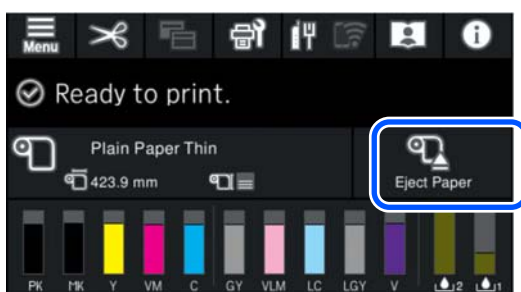 Menu
Ready to print.
Plain Paper Thin
423.9 mm
Eject Paper
PK MK Y VM C GY VLM LC LGY V 2 1